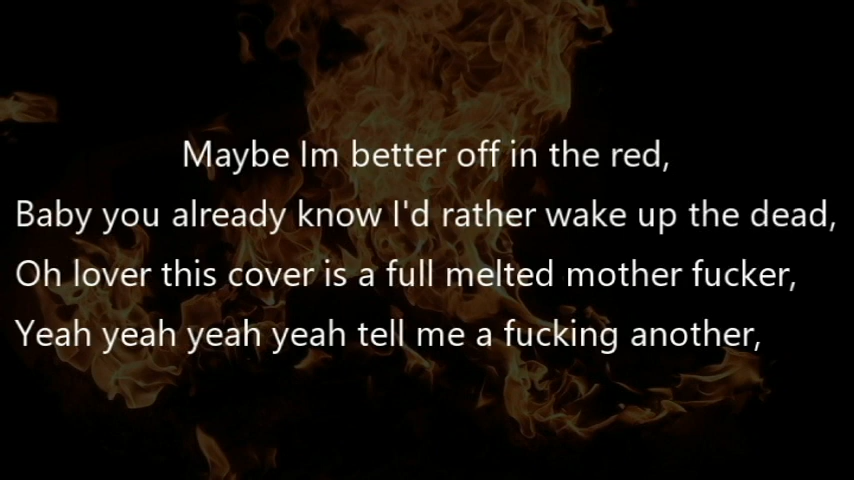 Maybe Im better off in the red,
Baby you already know I'd rather wake up the dead,
Oh lover this cover is a full melted mother fucker,
Yeah yeah yeah yeah tell me a fucking another,